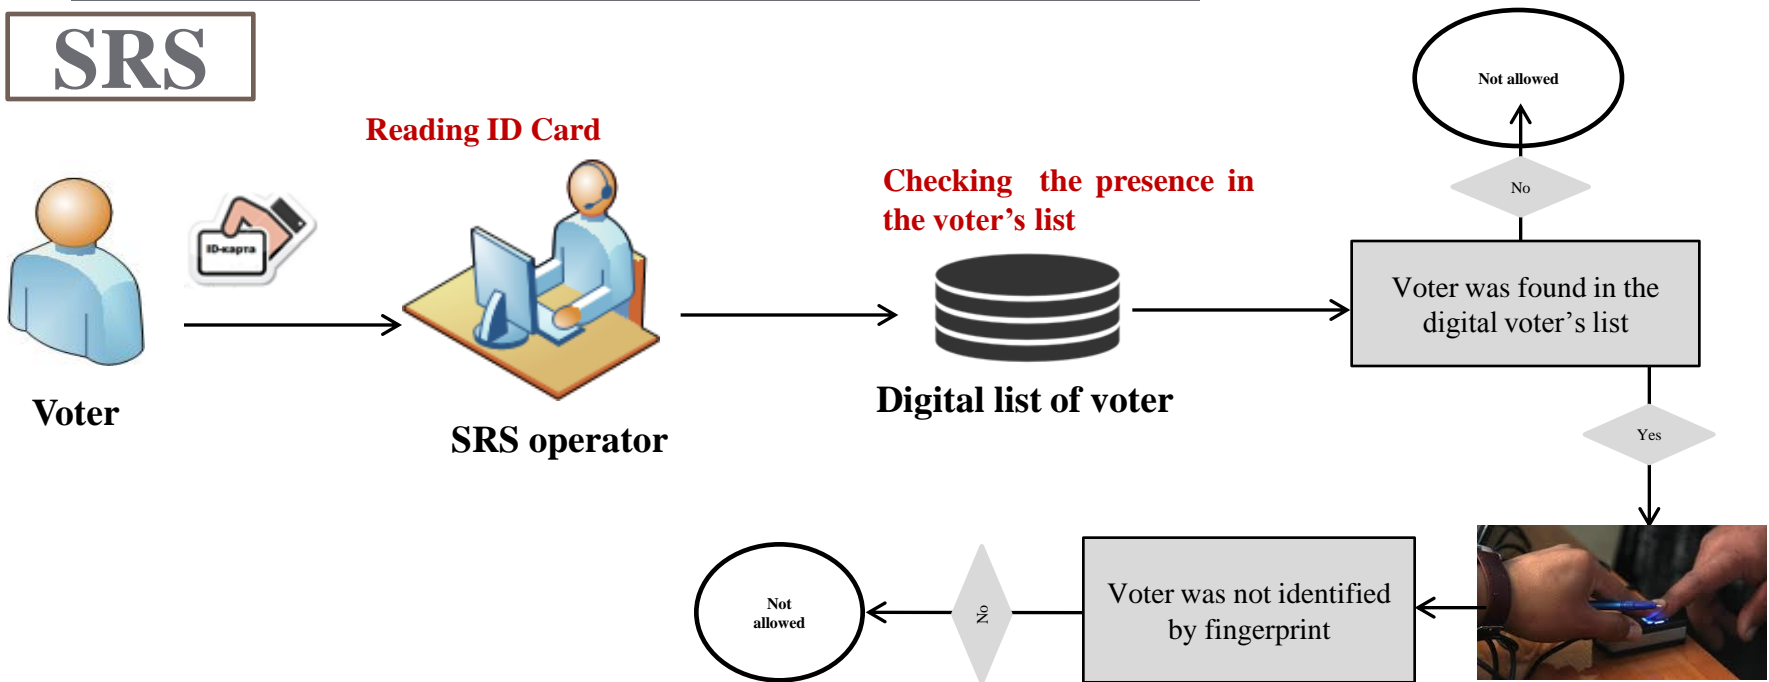 SRS
Not allowed
Reading ID Card
No
Checking the presence in
the voter’s list
ID-карта
Voter was found in the
digital voter’s list
Voter
Digital list of voter
SRS operator
Yes
Not
allowed
No
Voter was not identified
by fingerprint